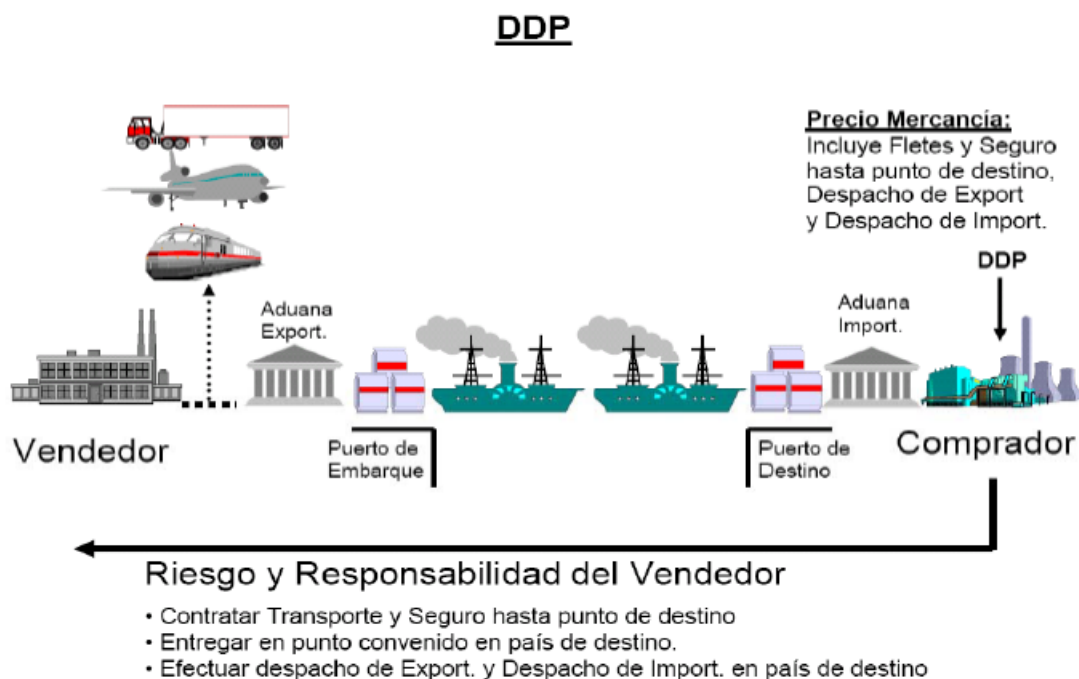 DDP
Precio Mercancía:
Incluye Fletes y Seguro
hasta punto de destino,
Despacho de Export
y Despacho de Import.
DDP
Aduana
Export.
Aduana
Import.
Vendedor
Puerto de
Embarque
Puerto de
Destino
Comprador
Riesgo y Responsabilidad del Vendedor
• Contratar Transporte y Seguro hasta punto de destino
• Entregar en punto convenido en país de destino.
• Efectuar despacho de Export. y Despacho de Import. en país de destino